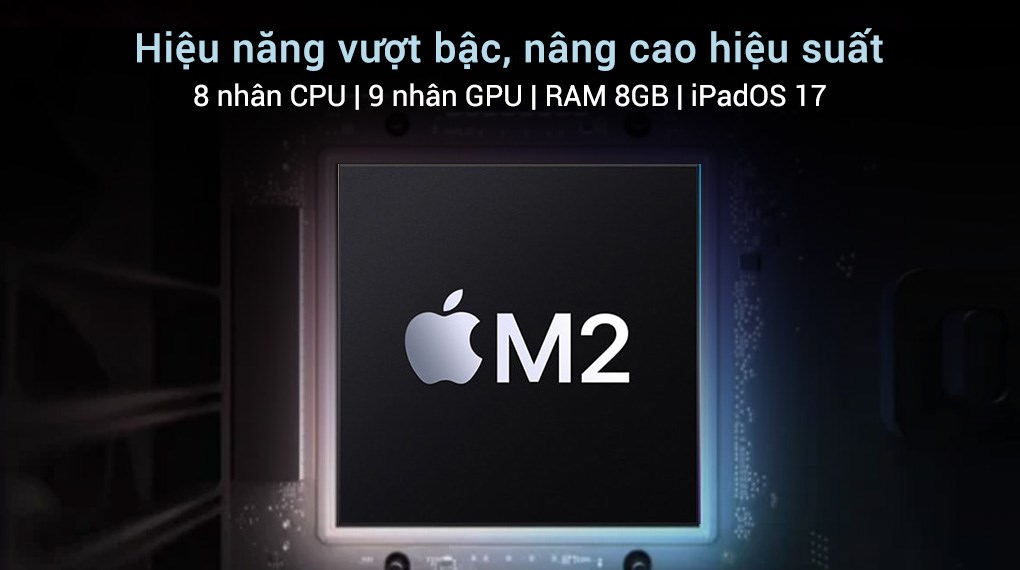 Hiệu năng vượt bậc, nâng cao hiệu suất
8 nhân CPU | 9 nhân GPU | RAM 8GB | iPadOS 17
M2